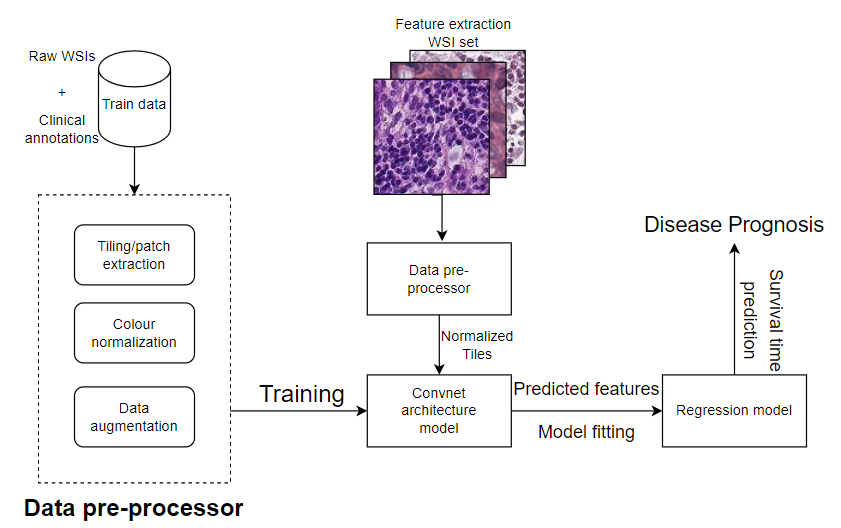 Raw WSIs
+
Clinical
annotations
Train data
Feature extraction
WSI set
Tiling/patch
extraction
Colour
normalization
Data
augmentation
Data pre-processor
Training
Data pre-
processor
Normalized
Tiles
Convnet
architecture
model
Predicted features
Model fitting
Regression model
Survival time
prediction
Disease Prognosis